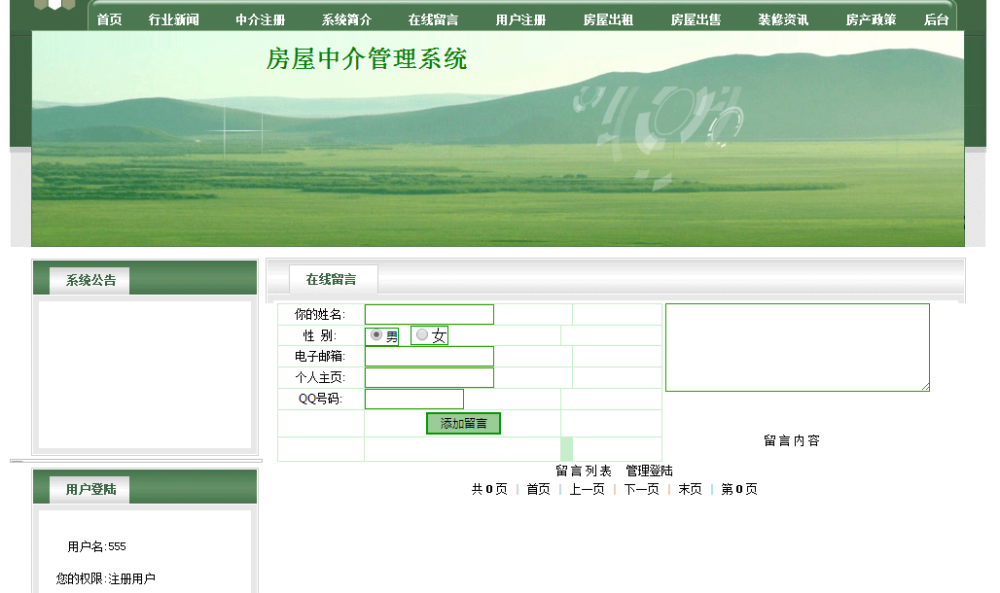 首页 行业新闻 中介注册 系统简介 在线留言 用户注册 房屋出租 房屋出售 装修资讯 房产政策 后台
房屋中介管理系统
系统公告
在线留言
你的姓名:
性 别: 男 女
电子邮箱:
个人主页:
QQ号码:
添加留言
留言内容
留言列表 管理登陆
共 0 页 | 首页 | 上一页 | 下一页 | 末页 | 第 0 页
用户登陆
用户名:555
您的权限:注册用户